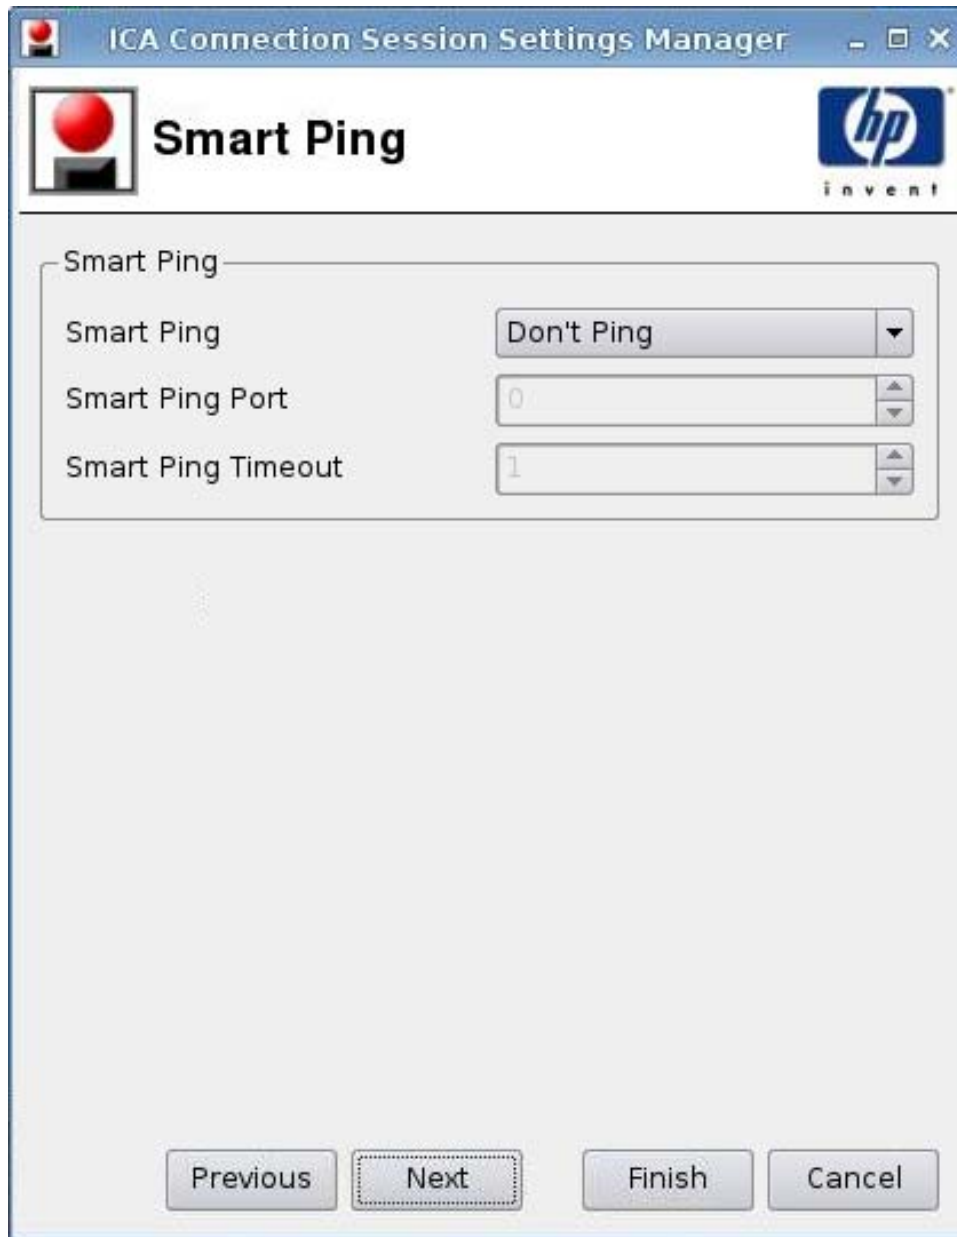 ICA Connection Session Settings Manager
Smart Ping
hp
invent
Smart Ping
Smart Ping Don't Ping
Smart Ping Port 0
Smart Ping Timeout 1
Previous Next Finish Cancel